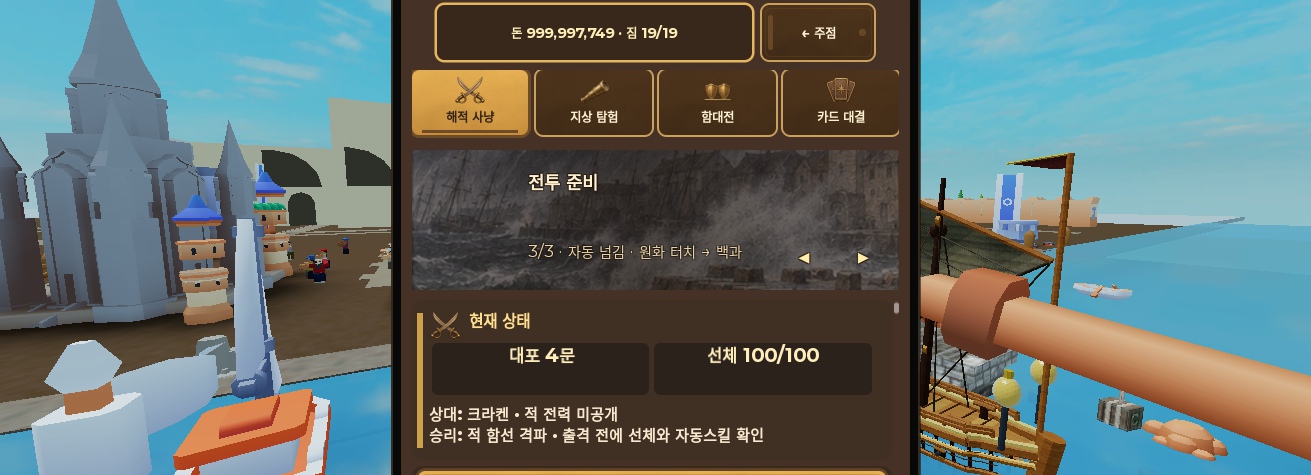 돈 999,997,749 · 짐 19/19
← 주점
해적 사냥
지상 탐험
함대전
카드 대결
전투 준비
3/3 · 자동 넘김 · 원화 터치 → 백과
◀ ▶
현재 상태
대포 4문
선체 100/100
상대: 크라켄 • 적 전력 미공개
승리: 적 함선 격파 • 출격 전에 선체와 자동스킬 확인